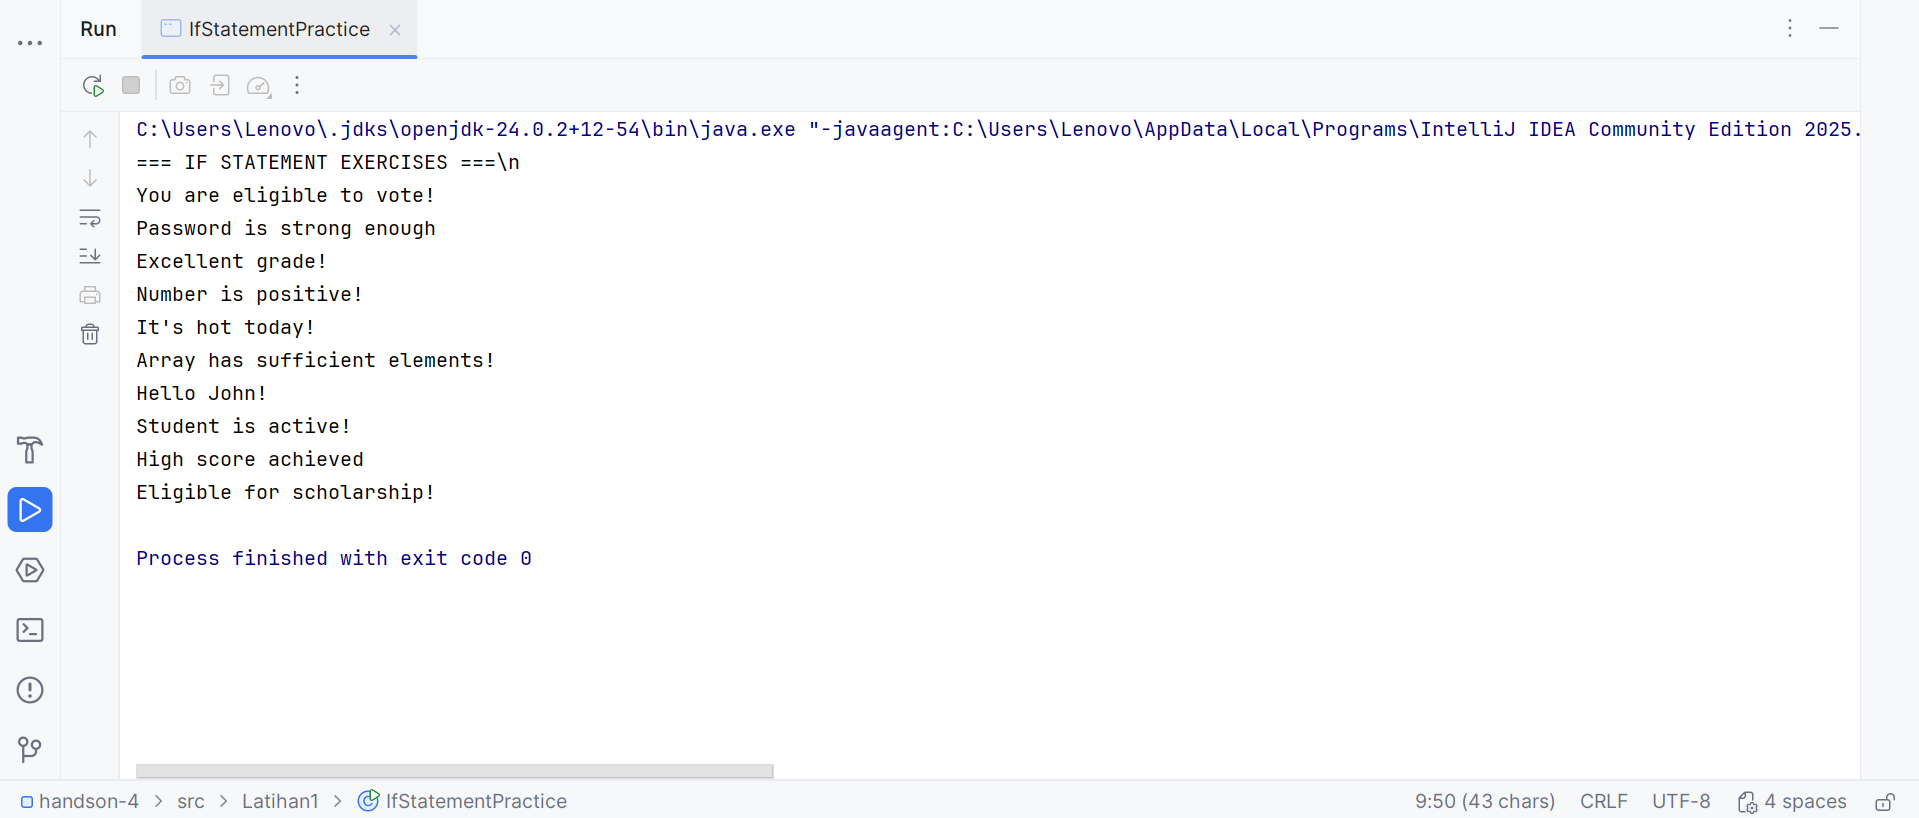 Run IfStatementPractice
C:\Users\Lenovo\.jdks\openjdk-24.0.2+12-54\bin\java.exe "-javaagent:C:\Users\Lenovo\AppData\Local\Programs\IntelliJ IDEA Community Edition 2025.
=== IF STATEMENT EXERCISES ===\n
You are eligible to vote!
Password is strong enough
Excellent grade!
Number is positive!
It's hot today!
Array has sufficient elements!
Hello John!
Student is active!
High score achieved
Eligible for scholarship!
Process finished with exit code 0
handson-4 > src > Latihan1 > IfStatementPractice 9:50 (43 chars) CRLF UTF-8 4 spaces